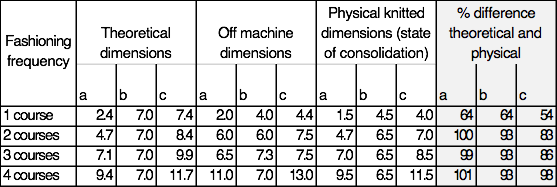 Fashioning frequency Theoretical dimensions Off machine dimensions Physical knitted dimensions (state of consolidation) % difference theoretical and physical
a b c a b c a b c a b c
1 course 2.4 7.0 7.4 2.0 4.0 4.4 1.5 4.5 4.0 64 64 54
2 courses 4.7 7.0 8.4 6.0 6.0 7.5 4.7 6.5 7.0 100 93 83
3 courses 7.1 7.0 9.9 6.5 7.3 7.5 7.0 6.5 8.5 99 93 86
4 courses 9.4 7.0 11.7 11.0 7.0 13.0 9.5 6.5 11.5 101 93 98